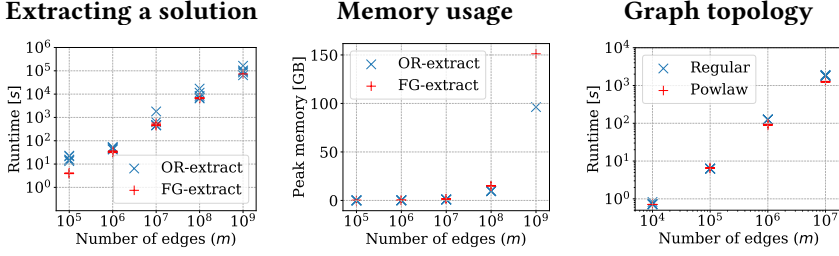 Extracting a solution
Runtime [s]
10^6
10^5
10^4
10^3
10^2
10^1
10^0
OR-extract
FG-extract
10^5 10^6 10^7 10^8 10^9
Number of edges (m)
Memory usage
Peak memory [GB]
150
100
50
0
OR-extract
FG-extract
10^5 10^6 10^7 10^8 10^9
Number of edges (m)
Graph topology
Runtime [s]
10^4
10^3
10^2
10^1
10^0
Regular
Powlaw
10^4 10^5 10^6 10^7
Number of edges (m)